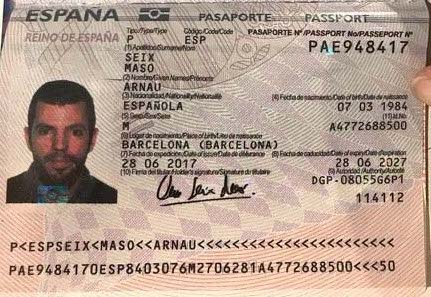 ESPAÑA PASAPORTE PASSPORT
REINO DE ESPAÑA Tipo/Type/Type Código/Code/Code PASAPORTE Nº/PASSPORT No/PASSEPORT Nº
P ESP PAE948417
(1) Apellidos/Surname/Nom
SEIX
MASO
(2) Nombre/Given Names/Prénoms
ARNAU
(3) Nacionalidad/Nationality/Nationalité (4) Fecha de nacimiento/Date of birth/Date de naissance
ESPAÑOLA 07 03 1984
(5) Sexo/Sex/Sexe
M A4772688500
(6) Lugar de nacimiento/Place of birth/Lieu de naissance
BARCELONA (BARCELONA)
(7) Fecha de expedición/Date of issue/Date de délivrance (8) Fecha de caducidad/Date of expiry/Date d'expiration
28 06 2017 28 06 2027
(10) Firma del titular/Holder's signature/Signature du titulaire (9) Autoridad/Authority/Autorité
DGP-08055G6P1
114112
P<ESPSEIX<MASO<<ARNAU<<<<<<<<<<<<<<<<<<<<<<<
PAE9484170ESP8403076M2706281A4772688500<<<50